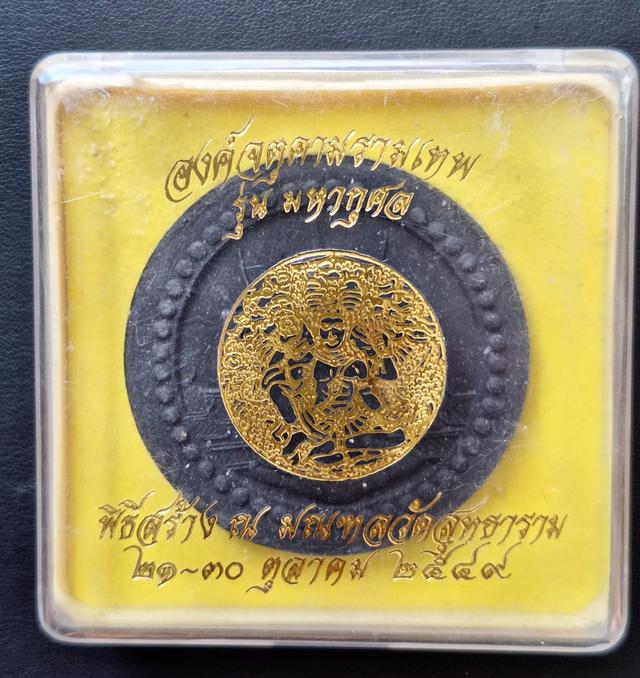 องค์จตุคามรามเทพ
รุ่น มหากุศล
พิธีสร้าง ณ มณฑลวัดสุทธาราม
๒๑~๓๐ ตุลาคม ๒๕๔๙